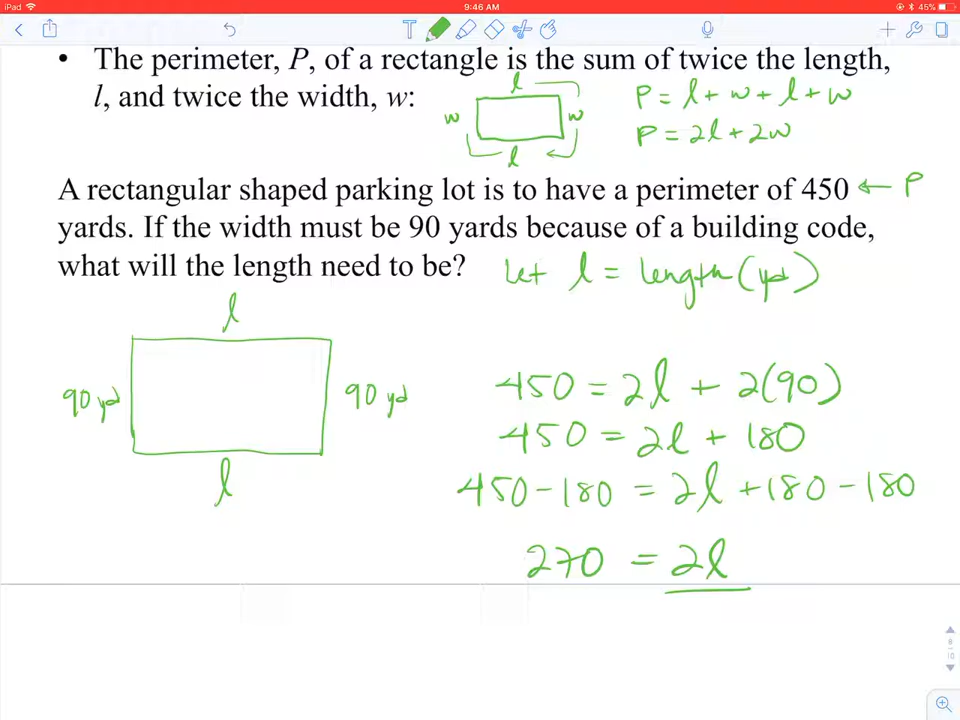 iPad 9:46 AM 45%
T
• The perimeter, P, of a rectangle is the sum of twice the length,
l, and twice the width, w:
l
w w
l
P = l + w + l + w
P = 2l + 2w
A rectangular shaped parking lot is to have a perimeter of 450 ← P
yards. If the width must be 90 yards because of a building code,
what will the length need to be?
Let l = length (yd)
l
90 yd 90 yd
l
450 = 2l + 2(90)
450 = 2l + 180
450 - 180 = 2l + 180 - 180
270 = 2l